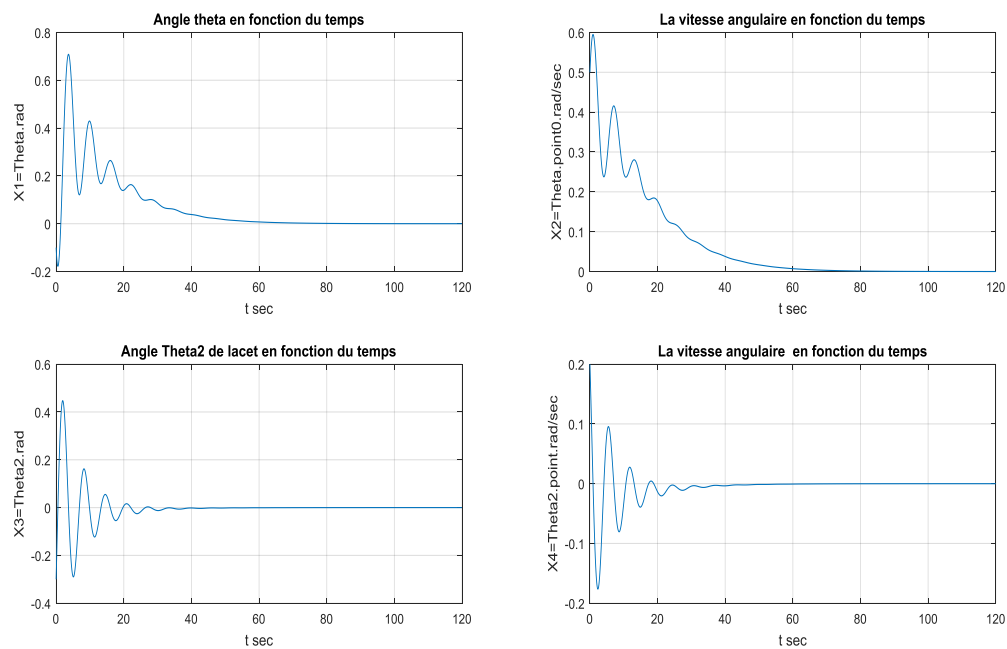 Angle theta en fonction du temps
X1=Theta.rad
0.8
0.6
0.4
0.2
0
-0.2
0 20 40 60 80 100 120
t sec
La vitesse angulaire en fonction du temps
X2=Theta.point0.rad/sec
0.6
0.5
0.4
0.3
0.2
0.1
0
0 20 40 60 80 100 120
t sec
Angle Theta2 de lacet en fonction du temps
X3=Theta2.rad
0.6
0.4
0.2
0
-0.2
-0.4
0 20 40 60 80 100 120
t sec
La vitesse angulaire  en fonction du temps
X4=Theta2.point.rad/sec
0.2
0.1
0
-0.1
-0.2
0 20 40 60 80 100 120
t sec